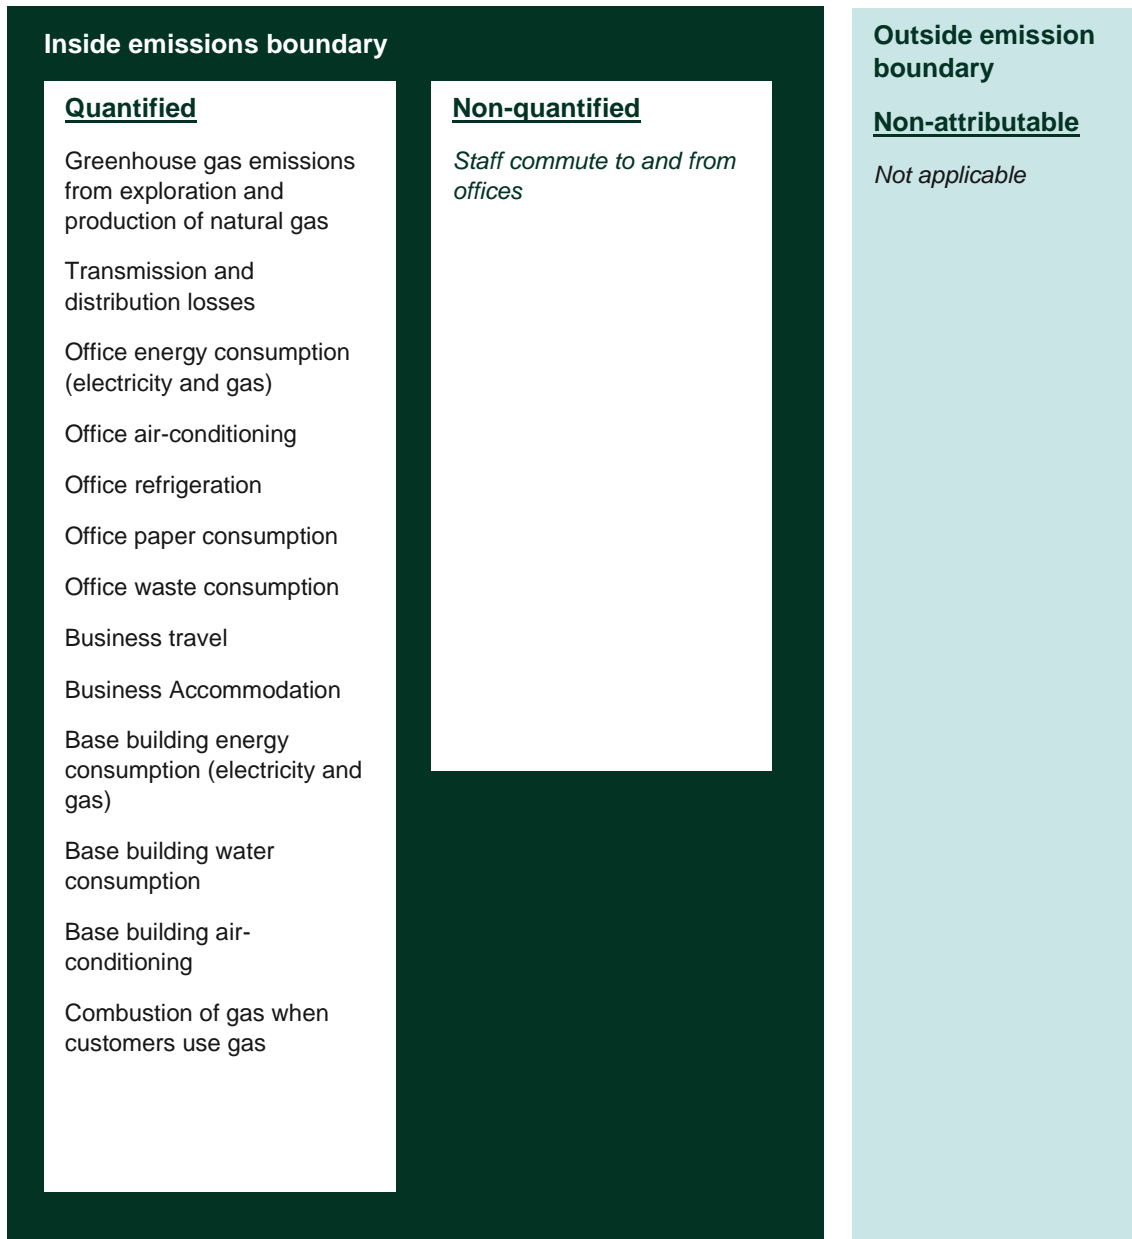 Inside emissions boundary
Quantified
Greenhouse gas emissions
from exploration and
production of natural gas
Transmission and
distribution losses
Office energy consumption
(electricity and gas)
Office air-conditioning
Office refrigeration
Office paper consumption
Office waste consumption
Business travel
Business Accommodation
Base building energy
consumption (electricity and
gas)
Base building water
consumption
Base building air-
conditioning
Combustion of gas when
customers use gas
Non-quantified
Staff commute to and from
offices
Outside emission
boundary
Non-attributable
Not applicable